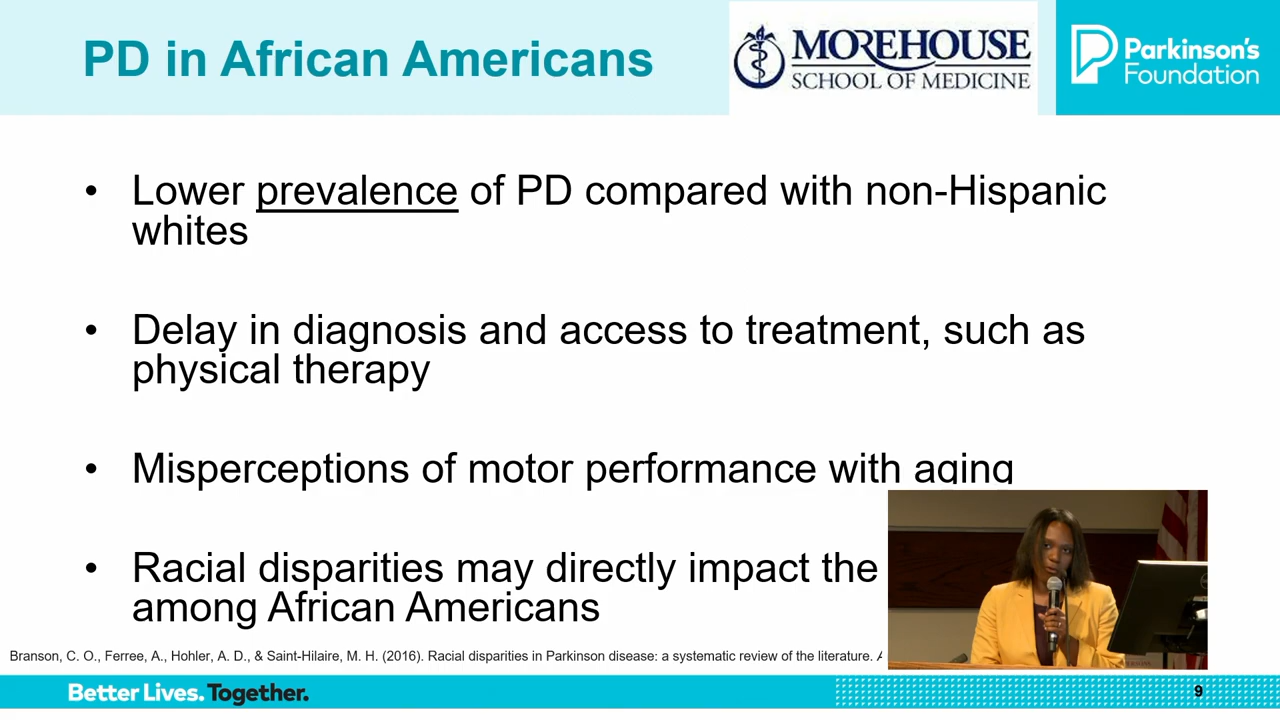 PD in African Americans
MOREHOUSE
SCHOOL OF MEDICINE
Parkinson's
Foundation
• Lower prevalence of PD compared with non-Hispanic
whites
• Delay in diagnosis and access to treatment, such as
physical therapy
• Misperceptions of motor performance with aging
• Racial disparities may directly impact the
among African Americans
Branson, C. O., Ferree, A., Hohler, A. D., & Saint-Hilaire, M. H. (2016). Racial disparities in Parkinson disease: a systematic review of the literature.
Better Lives. Together.
9